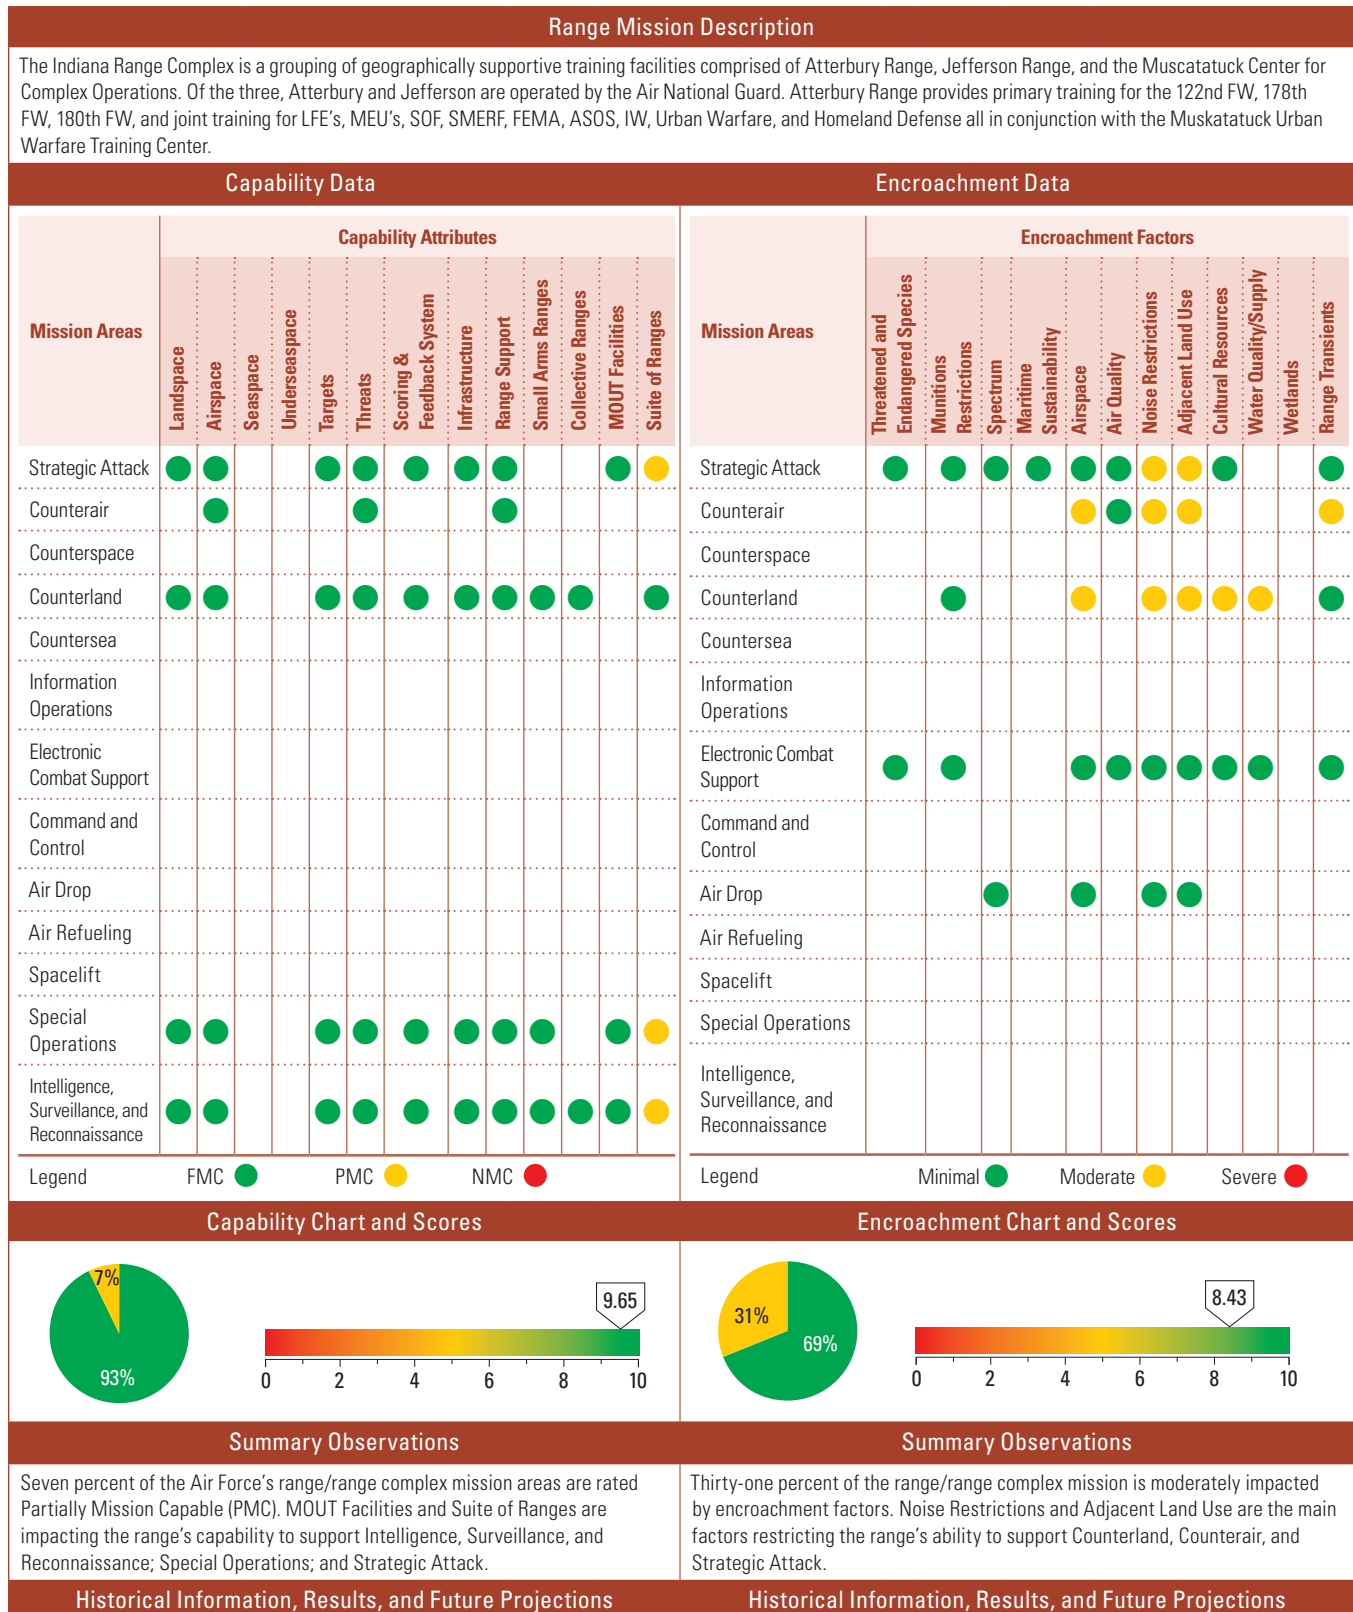 Range Mission Description
The Indiana Range Complex is a grouping of geographically supportive training facilities comprised of Atterbury Range, Jefferson Range, and the Muscatatuck Center for
Complex Operations. Of the three, Atterbury and Jefferson are operated by the Air National Guard. Atterbury Range provides primary training for the 122nd FW, 178th
FW, 180th FW, and joint training for LFE's, MEU's, SOF, SMERF, FEMA, ASOS, IW, Urban Warfare, and Homeland Defense all in conjunction with the Muskatatuck Urban
Warfare Training Center.
Capability Data
Mission Areas
Capability Attributes
Landspace
Airspace
Seaspace
Underseaspace
Targets
Threats
Scoring &
Feedback System
Infrastructure
Range Support
Small Arms Ranges
Collective Ranges
MOUT Facilities
Suite of Ranges
Strategic Attack
Counterair
Counterspace
Counterland
Countersea
Information
Operations
Electronic
Combat Support
Command and
Control
Air Drop
Air Refueling
Spacelift
Special
Operations
Intelligence,
Surveillance, and
Reconnaissance
Legend FMC PMC NMC
Encroachment Data
Mission Areas
Encroachment Factors
Threatened and
Endangered Species
Munitions
Restrictions
Spectrum
Maritime
Sustainability
Airspace
Air Quality
Noise Restrictions
Adjacent Land Use
Cultural Resources
Water Quality/Supply
Wetlands
Range Transients
Strategic Attack
Counterair
Counterspace
Counterland
Countersea
Information
Operations
Electronic Combat
Support
Command and
Control
Air Drop
Air Refueling
Spacelift
Special Operations
Intelligence,
Surveillance, and
Reconnaissance
Legend Minimal Moderate Severe
Capability Chart and Scores
7%
93%
9.65
0 2 4 6 8 10
Encroachment Chart and Scores
31%
69%
8.43
0 2 4 6 8 10
Summary Observations
Seven percent of the Air Force's range/range complex mission areas are rated
Partially Mission Capable (PMC). MOUT Facilities and Suite of Ranges are
impacting the range's capability to support Intelligence, Surveillance, and
Reconnaissance; Special Operations; and Strategic Attack.
Summary Observations
Thirty-one percent of the range/range complex mission is moderately impacted
by encroachment factors. Noise Restrictions and Adjacent Land Use are the main
factors restricting the range's ability to support Counterland, Counterair, and
Strategic Attack.
Historical Information, Results, and Future Projections
Historical Information, Results, and Future Projections